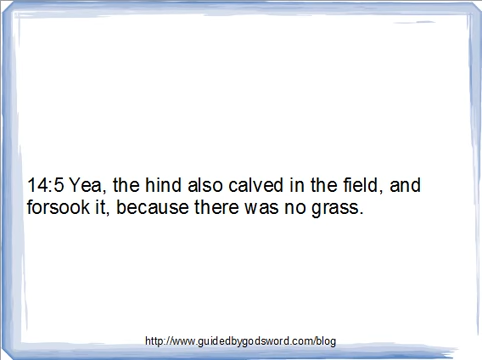 14:5 Yea, the hind also calved in the field, and
forsook it, because there was no grass.
http://www.guidedbygodsword.com/blog